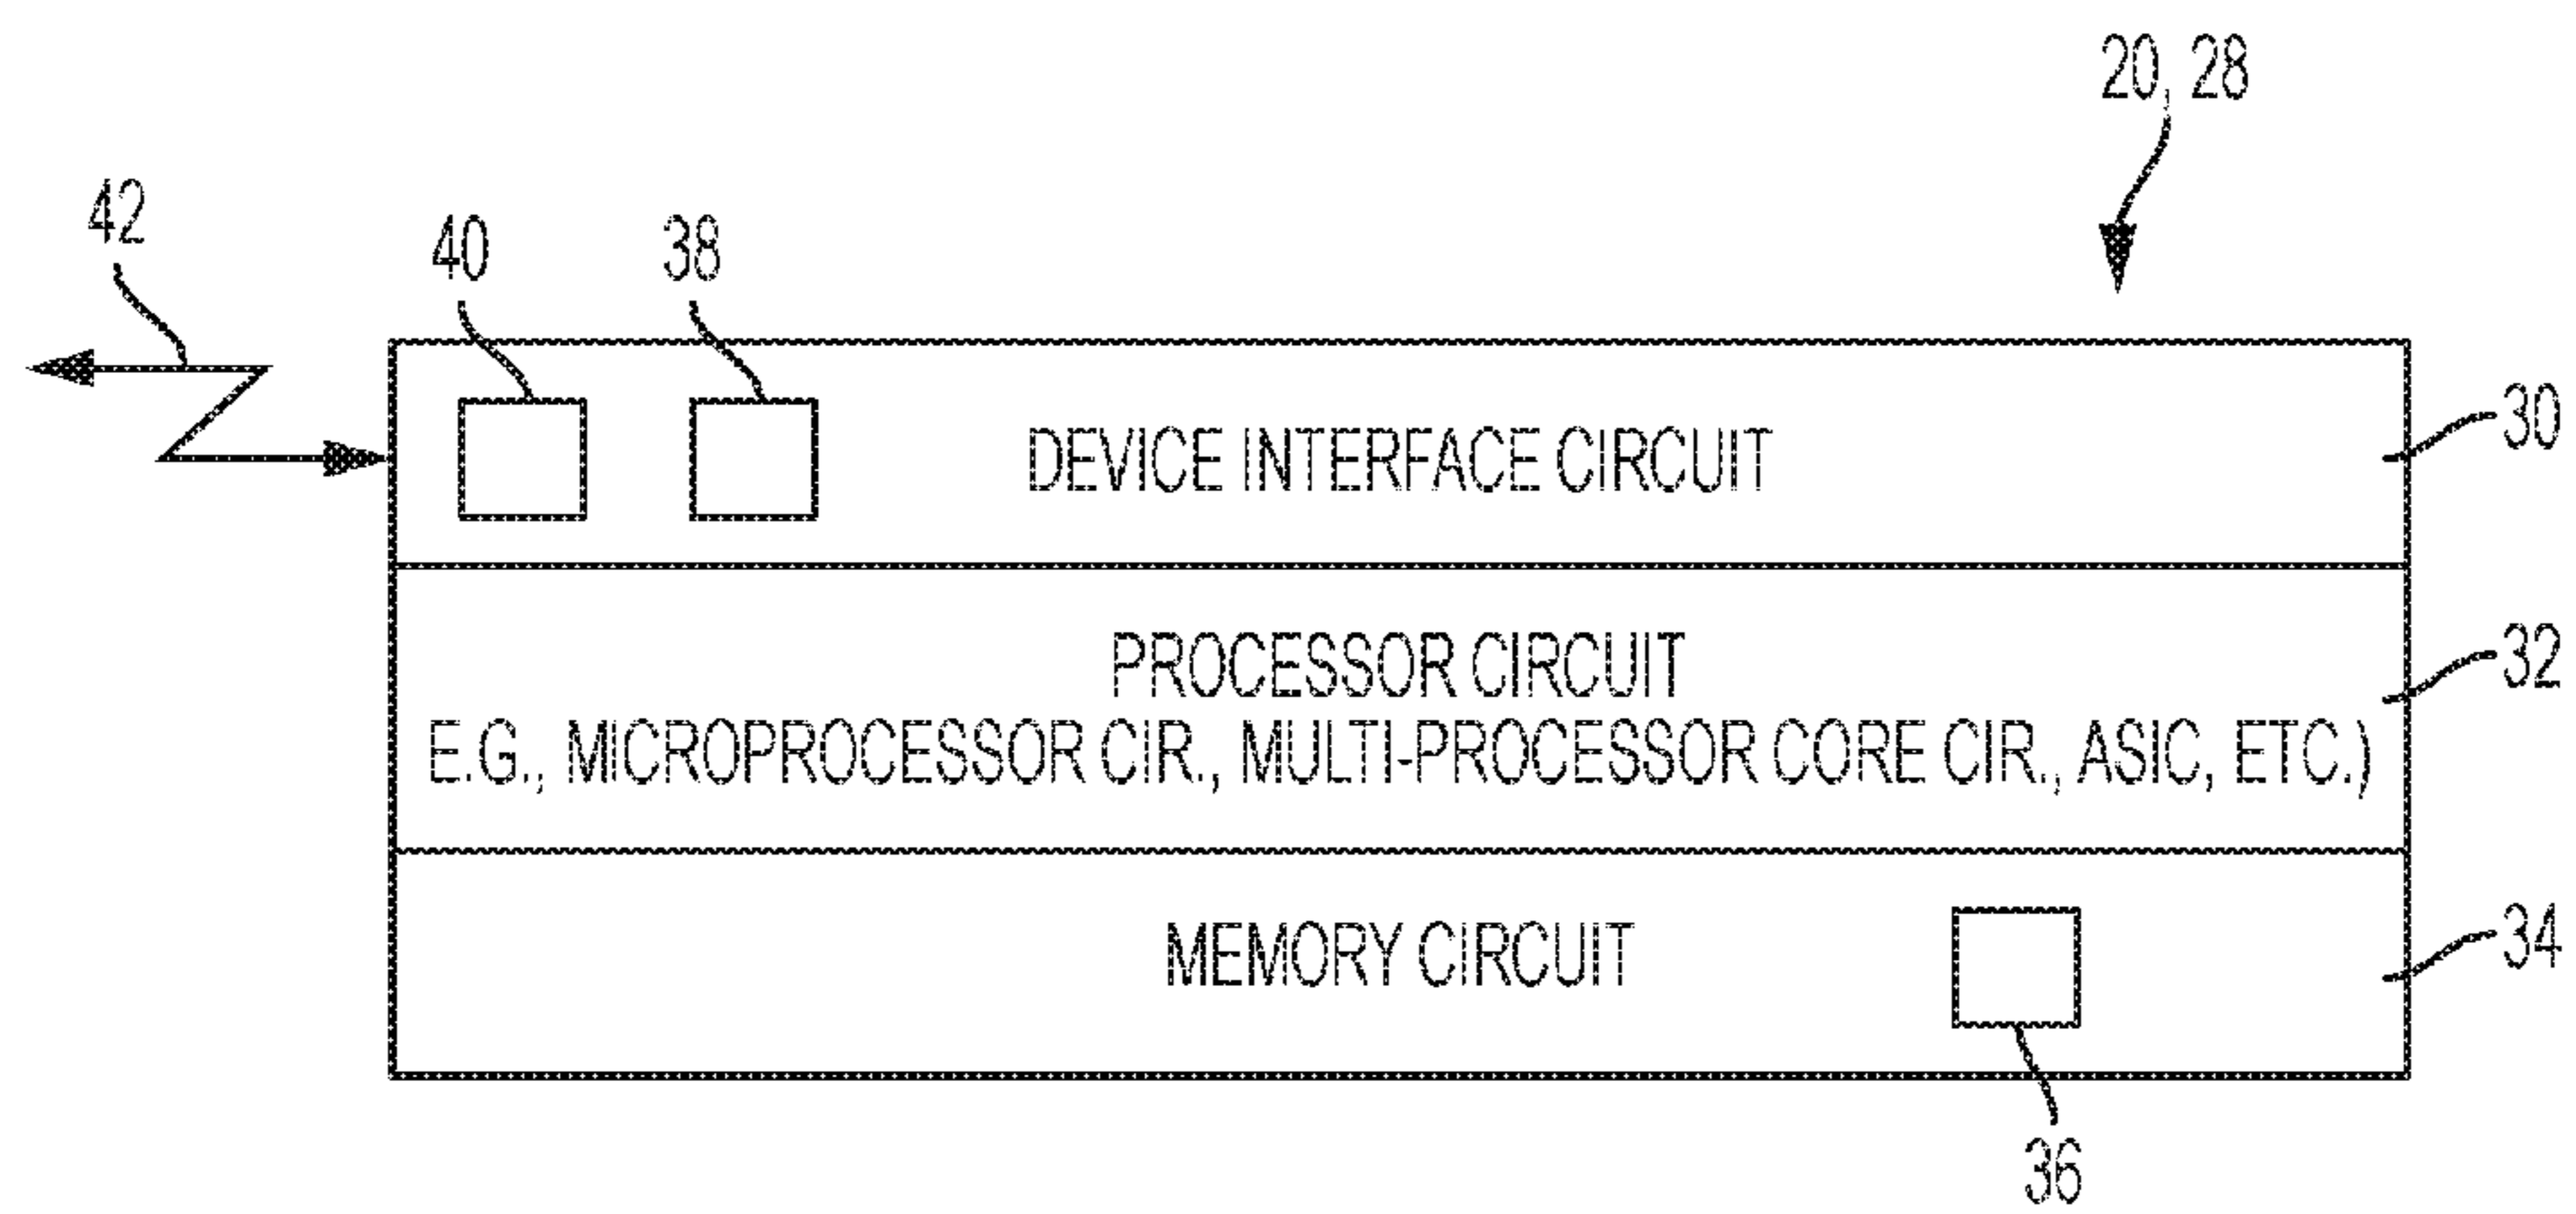 20, 28
42
40
38
DEVICE INTERFACE CIRCUIT
30
PROCESSOR CIRCUIT
E.G., MICROPROCESSOR CIR., MULTI-PROCESSOR CORE CIR., ASIC, ETC.)
32
MEMORY CIRCUIT
34
36